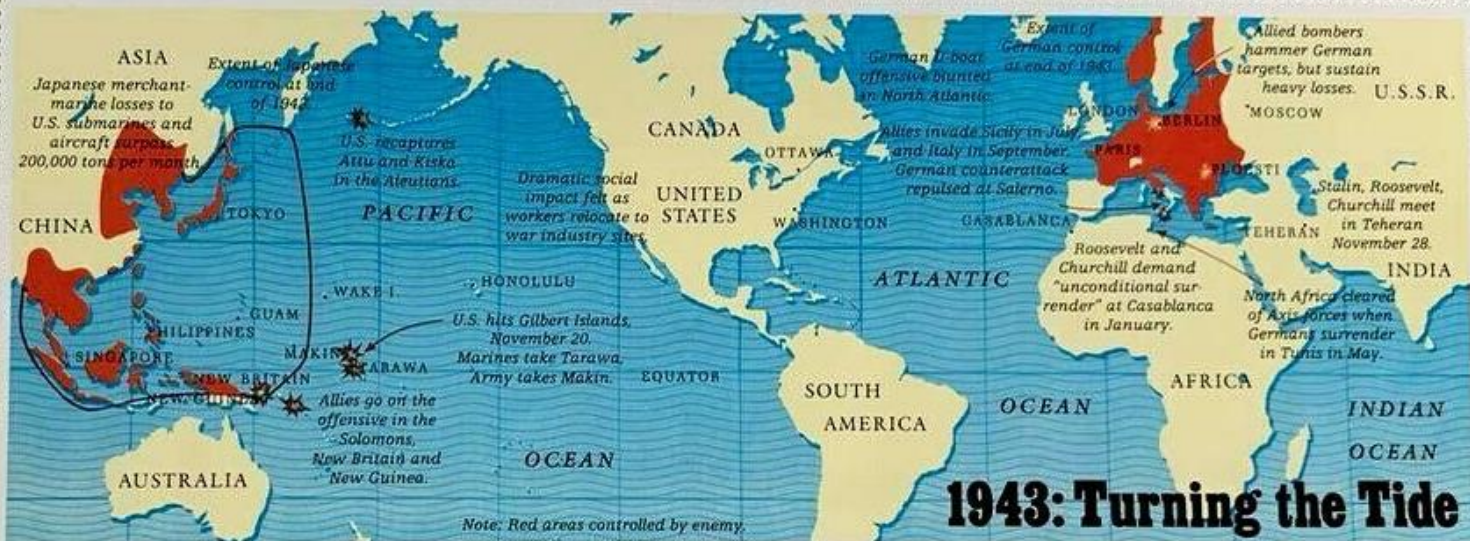 ASIA
Japanese merchant-
marine losses to
U.S. submarines and
aircraft surpass
200,000 tons per month.
Extent of Japanese
control at end
of 1943.
U.S. recaptures
Attu and Kiska
in the Aleutians.
CHINA
TOKYO
PACIFIC
Dramatic social
impact felt as
workers relocate to
war industry sites.
CANADA
OTTAWA
UNITED
STATES
WASHINGTON
German U-boat
offensive blunted
in North Atlantic.
Extent of
German control
at end of 1943.
Allied bombers
hammer German
targets, but sustain
heavy losses.
U.S.S.R.
LONDON
BERLIN
MOSCOW
PARIS
PLOESTI
Allies invade Sicily in July
and Italy in September.
German counterattack
repulsed at Salerno.
CASABLANCA
TEHERAN
Stalin, Roosevelt,
Churchill meet
in Teheran
November 28.
INDIA
Roosevelt and
Churchill demand
"unconditional sur-
render" at Casablanca
in January.
North Africa cleared
of Axis forces when
Germans surrender
in Tunis in May.
ATLANTIC
HONOLULU
WAKE I.
GUAM
PHILIPPINES
SINGAPORE
MAKIN
TARAWA
U.S. hits Gilbert Islands,
November 20.
Marines take Tarawa,
Army takes Makin.
EQUATOR
NEW BRITAIN
NEW GUINEA
Allies go on the
offensive in the
Solomons,
New Britain and
New Guinea.
OCEAN
SOUTH
AMERICA
OCEAN
AFRICA
INDIAN
OCEAN
AUSTRALIA
1943: Turning the Tide
Note: Red areas controlled by enemy.